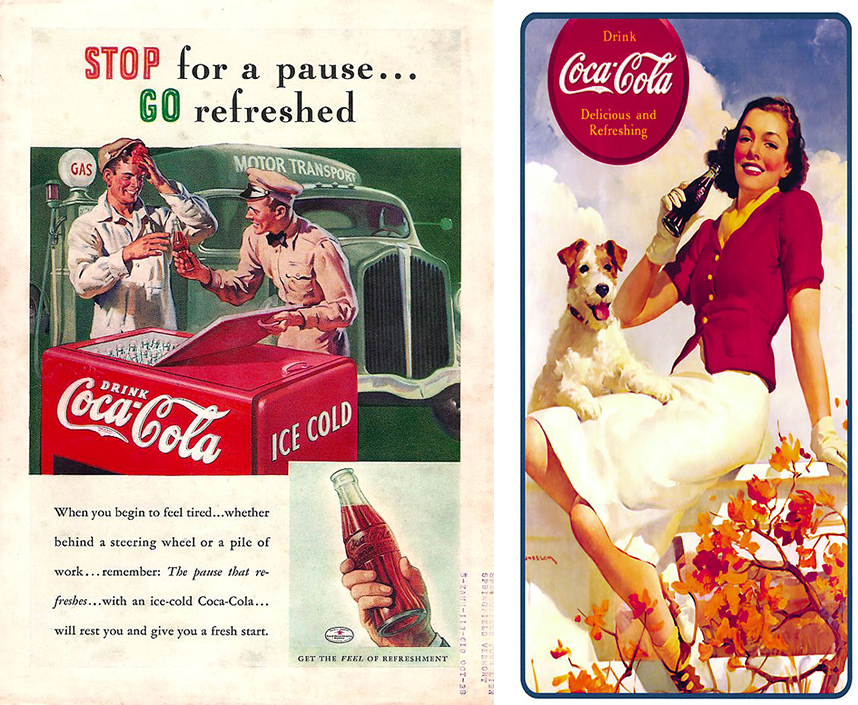 STOP for a pause...
GO refreshed
GAS
MOTOR TRANSPORT
DRINK
Coca-Cola
ICE COLD
When you begin to feel tired...whether
behind a steering wheel or a pile of
work...remember: The pause that re-
freshes...with an ice-cold Coca-Cola...
will rest you and give you a fresh start.
GET THE FEEL OF REFRESHMENT
SPRINGFIELD VERMONT
Drink
Coca-Cola
Delicious and
Refreshing